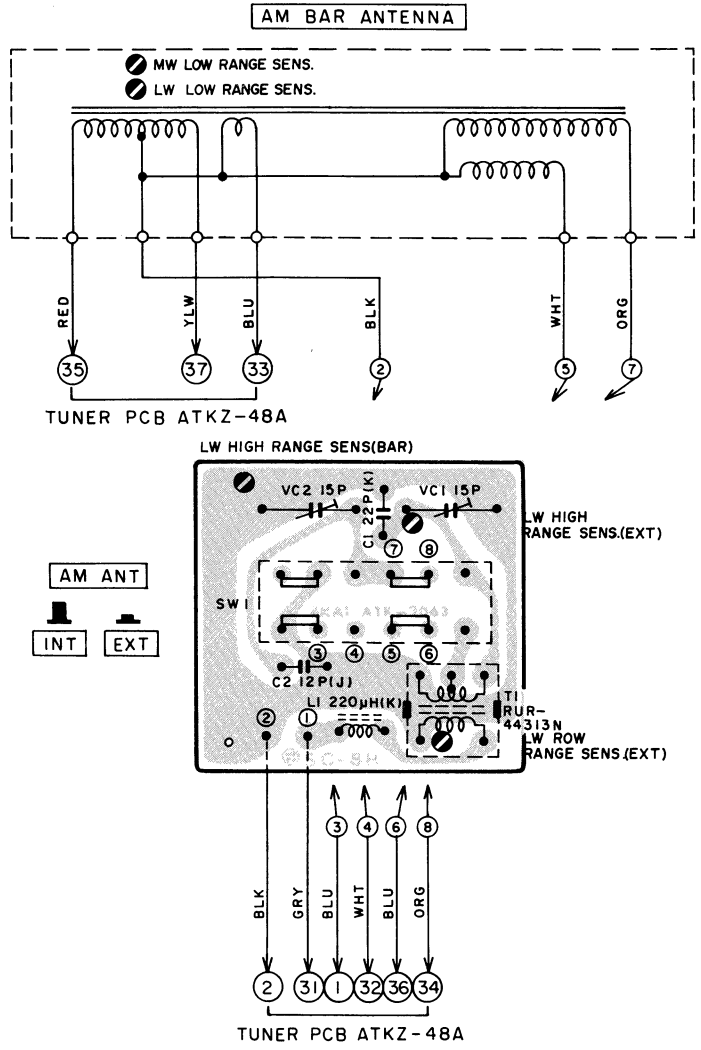 AM BAR ANTENNA
MW LOW RANGE SENS.
LW LOW RANGE SENS.
RED
YLW
BLU
BLK
WHT
ORG
35
37
33
2
5
7
TUNER PCB ATKZ-48A
LW HIGH RANGE SENS(BAR)
VC2 15P
C1 22P(K)
VC1 15P
LW HIGH
RANGE SENS.(EXT)
7
8
AM ANT
INT
EXT
SW1
3
4
5
6
C2 12P(J)
L1 220µH(K)
T1
RUR-
44313N
LW ROW
RANGE SENS.(EXT)
2
1
3
4
6
8
BLK
GRY
BLU
WHT
BLU
ORG
2
31
1
32
36
34
TUNER PCB ATKZ-48A